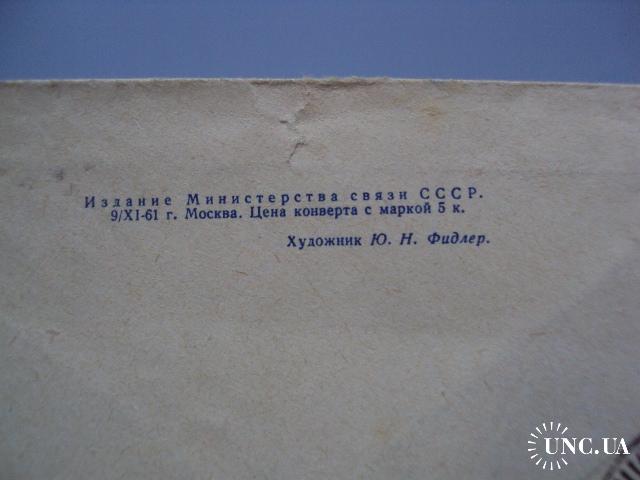 Издание Министерства связи СССР.
9/XI-61 г. Москва. Цена конверта с маркой 5 к.
Художник Ю. Н. Фидлер.
UNC.UA